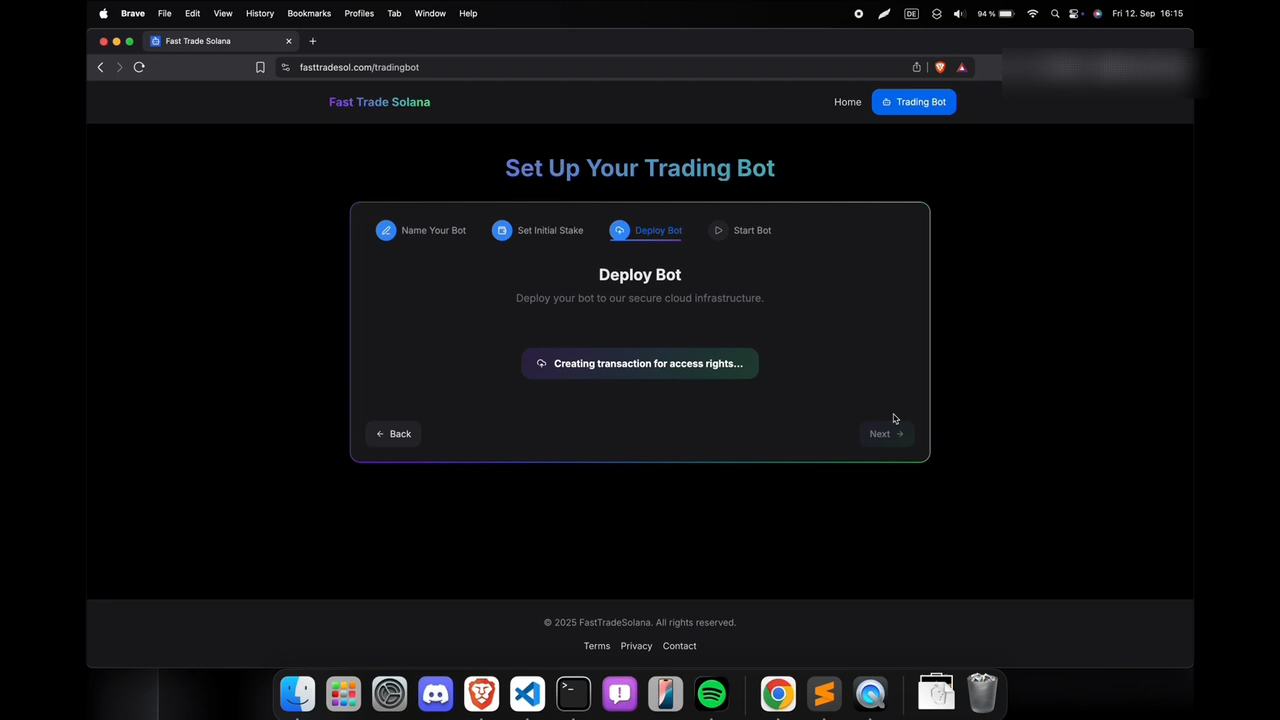 Brave File Edit View History Bookmarks Profiles Tab Window Help DE 94 % Fri 12. Sep 16:15
Fast Trade Solana
fasttradesol.com/tradingbot
Fast Trade Solana Home Trading Bot
Set Up Your Trading Bot
Name Your Bot Set Initial Stake Deploy Bot Start Bot
Deploy Bot
Deploy your bot to our secure cloud infrastructure.
Creating transaction for access rights...
Back Next
© 2025 FastTradeSolana. All rights reserved.
Terms Privacy Contact